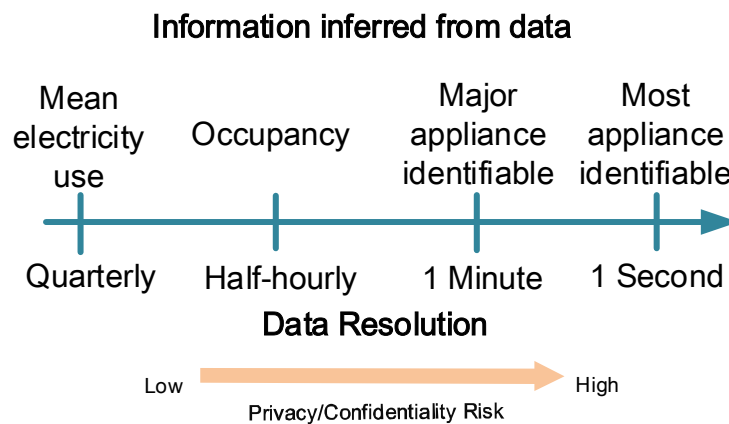 Information inferred from data
Mean
electricity
use
Occupancy
Major
appliance
identifiable
Most
appliance
identifiable
Quarterly
Half-hourly
1 Minute
1 Second
Data Resolution
Low
High
Privacy/Confidentiality Risk